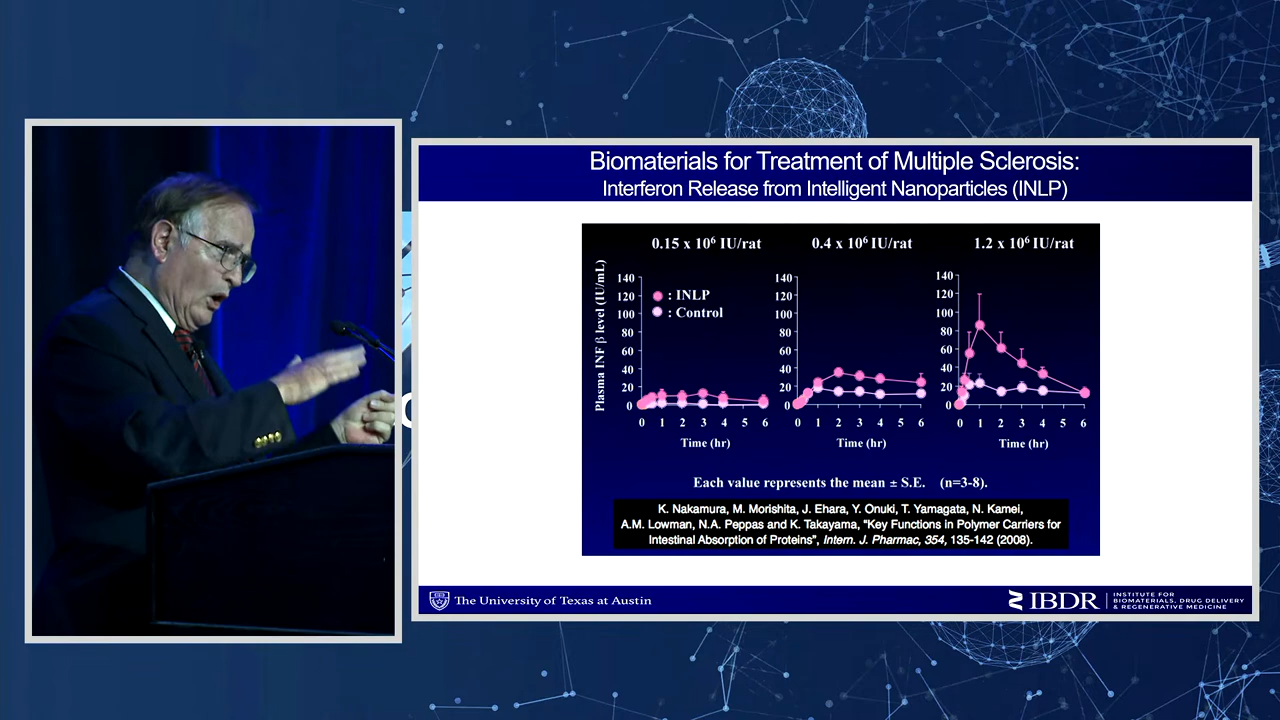 Biomaterials for Treatment of Multiple Sclerosis:
Interferon Release from Intelligent Nanoparticles (INLP)
0.15 x 10⁶ IU/rat
0.4 x 10⁶ IU/rat
1.2 x 10⁶ IU/rat
Plasma INF β level (IU/mL)
140
120
100
80
60
40
20
0
: INLP
: Control
0 1 2 3 4 5 6
Time (hr)
140
120
100
80
60
40
20
0
0 1 2 3 4 5 6
Time (hr)
140
120
100
80
60
40
20
0
0 1 2 3 4 5 6
Time (hr)
Each value represents the mean ± S.E. (n=3-8).
K. Nakamura, M. Morishita, J. Ehara, Y. Onuki, T. Yamagata, N. Kamei,
A.M. Lowman, N.A. Peppas and K. Takayama, “Key Functions in Polymer Carriers for
Intestinal Absorption of Proteins”, Intern. J. Pharmac, 354, 135-142 (2008).
The University of Texas at Austin
IBDR
INSTITUTE FOR
BIOMATERIALS, DRUG DELIVERY
& REGENERATIVE MEDICINE